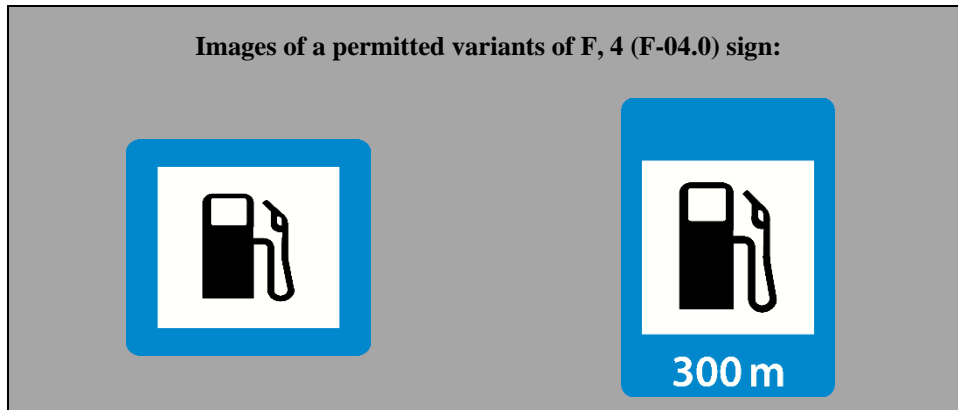 Images of a permitted variants of F, 4 (F-04.0) sign:
300 m